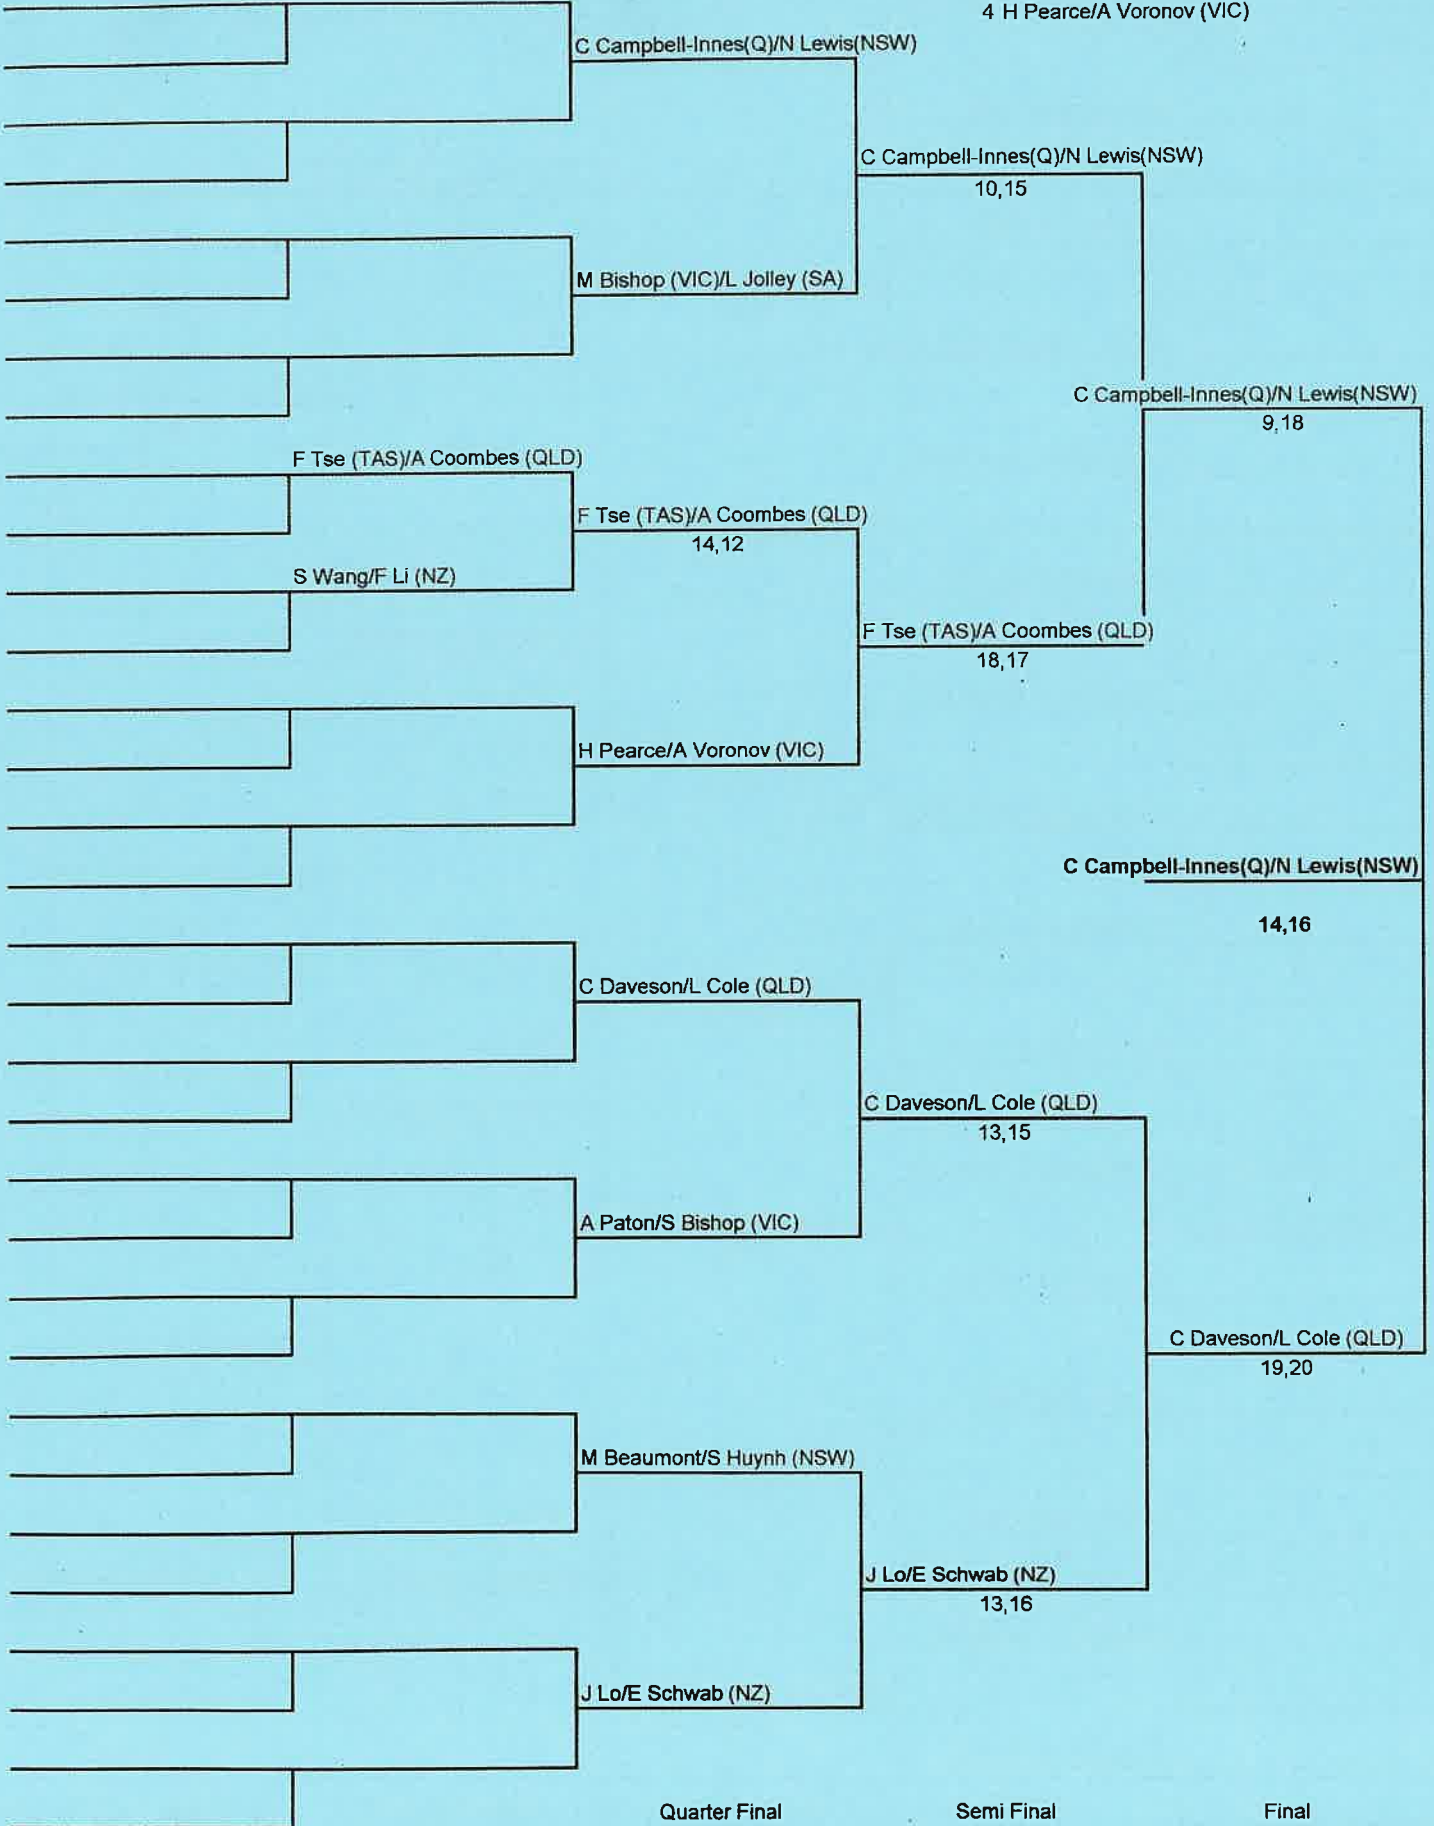 4 H Pearce/A Voronov (VIC)
C Campbell-Innes(Q)/N Lewis(NSW)
C Campbell-Innes(Q)/N Lewis(NSW)
10,15
M Bishop (VIC)/L Jolley (SA)
C Campbell-Innes(Q)/N Lewis(NSW)
9,18
F Tse (TAS)/A Coombes (QLD)
F Tse (TAS)/A Coombes (QLD)
14,12
S Wang/F Li (NZ)
F Tse (TAS)/A Coombes (QLD)
18,17
H Pearce/A Voronov (VIC)
C Campbell-Innes(Q)/N Lewis(NSW)
14,16
C Daveson/L Cole (QLD)
C Daveson/L Cole (QLD)
13,15
A Paton/S Bishop (VIC)
C Daveson/L Cole (QLD)
19,20
M Beaumont/S Huynh (NSW)
J Lo/E Schwab (NZ)
13,16
J Lo/E Schwab (NZ)
Quarter Final Semi Final Final